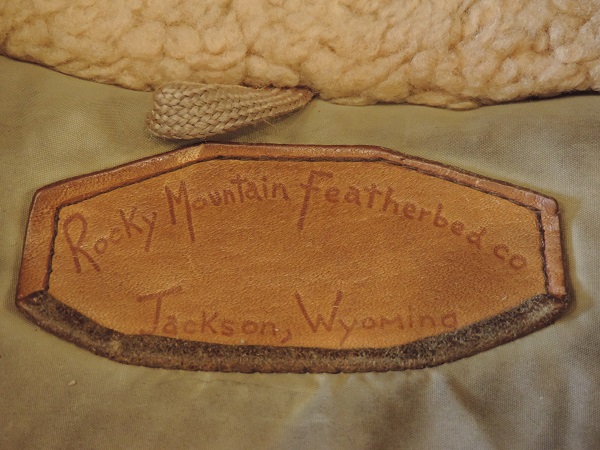 Rocky Mountain Featherbed co
Jackson, Wyoming